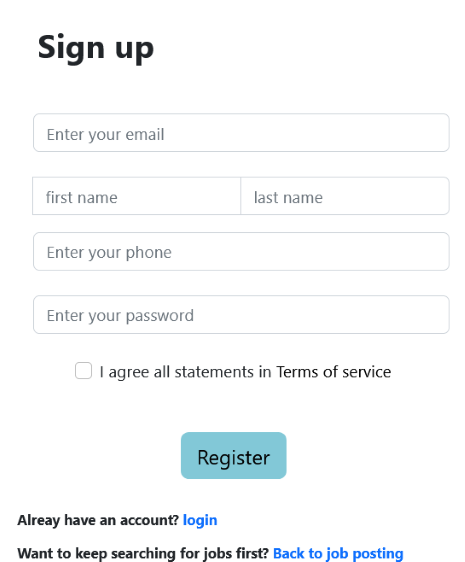 Sign up
Enter your email
first name last name
Enter your phone
Enter your password
I agree all statements in Terms of service
Register
Alreay have an account? login
Want to keep searching for jobs first? Back to job posting